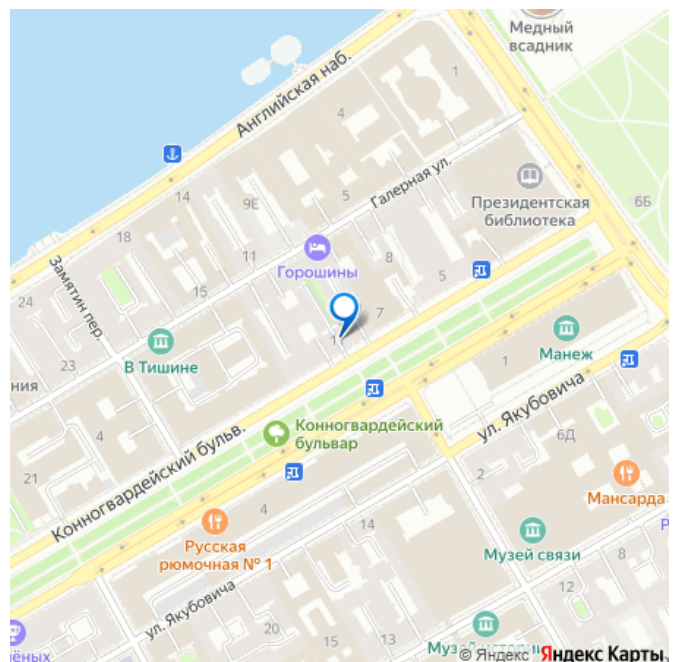 Медный
всадник
Английская наб.
1
4
Галерная ул.
Президентская
библиотека
6Б
14
9Е
5
18
11
Горошины
8
5
Замятин пер.
24
15
7
В Тишине
Манеж
1
23
ния
Конногвардейский
бульвар
ул. Якубовича
6Д
4
Конногвардейский бульв.
21
2
Мансарда
4
14
Русская
рюмочная № 1
Музей связи
8
12
ул. Якубовича
20
15
13
© Яндекс Яндекс Карты